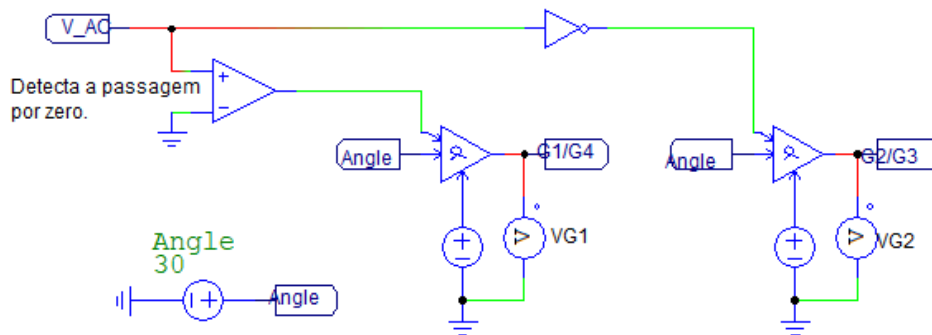 V_AC
Detecta a passagem
por zero.
+
−
Angle
α
G1/G4
+
−
V
VG1
Angle
α
G2/G3
+
−
V
VG2
Angle
30
− +
Angle